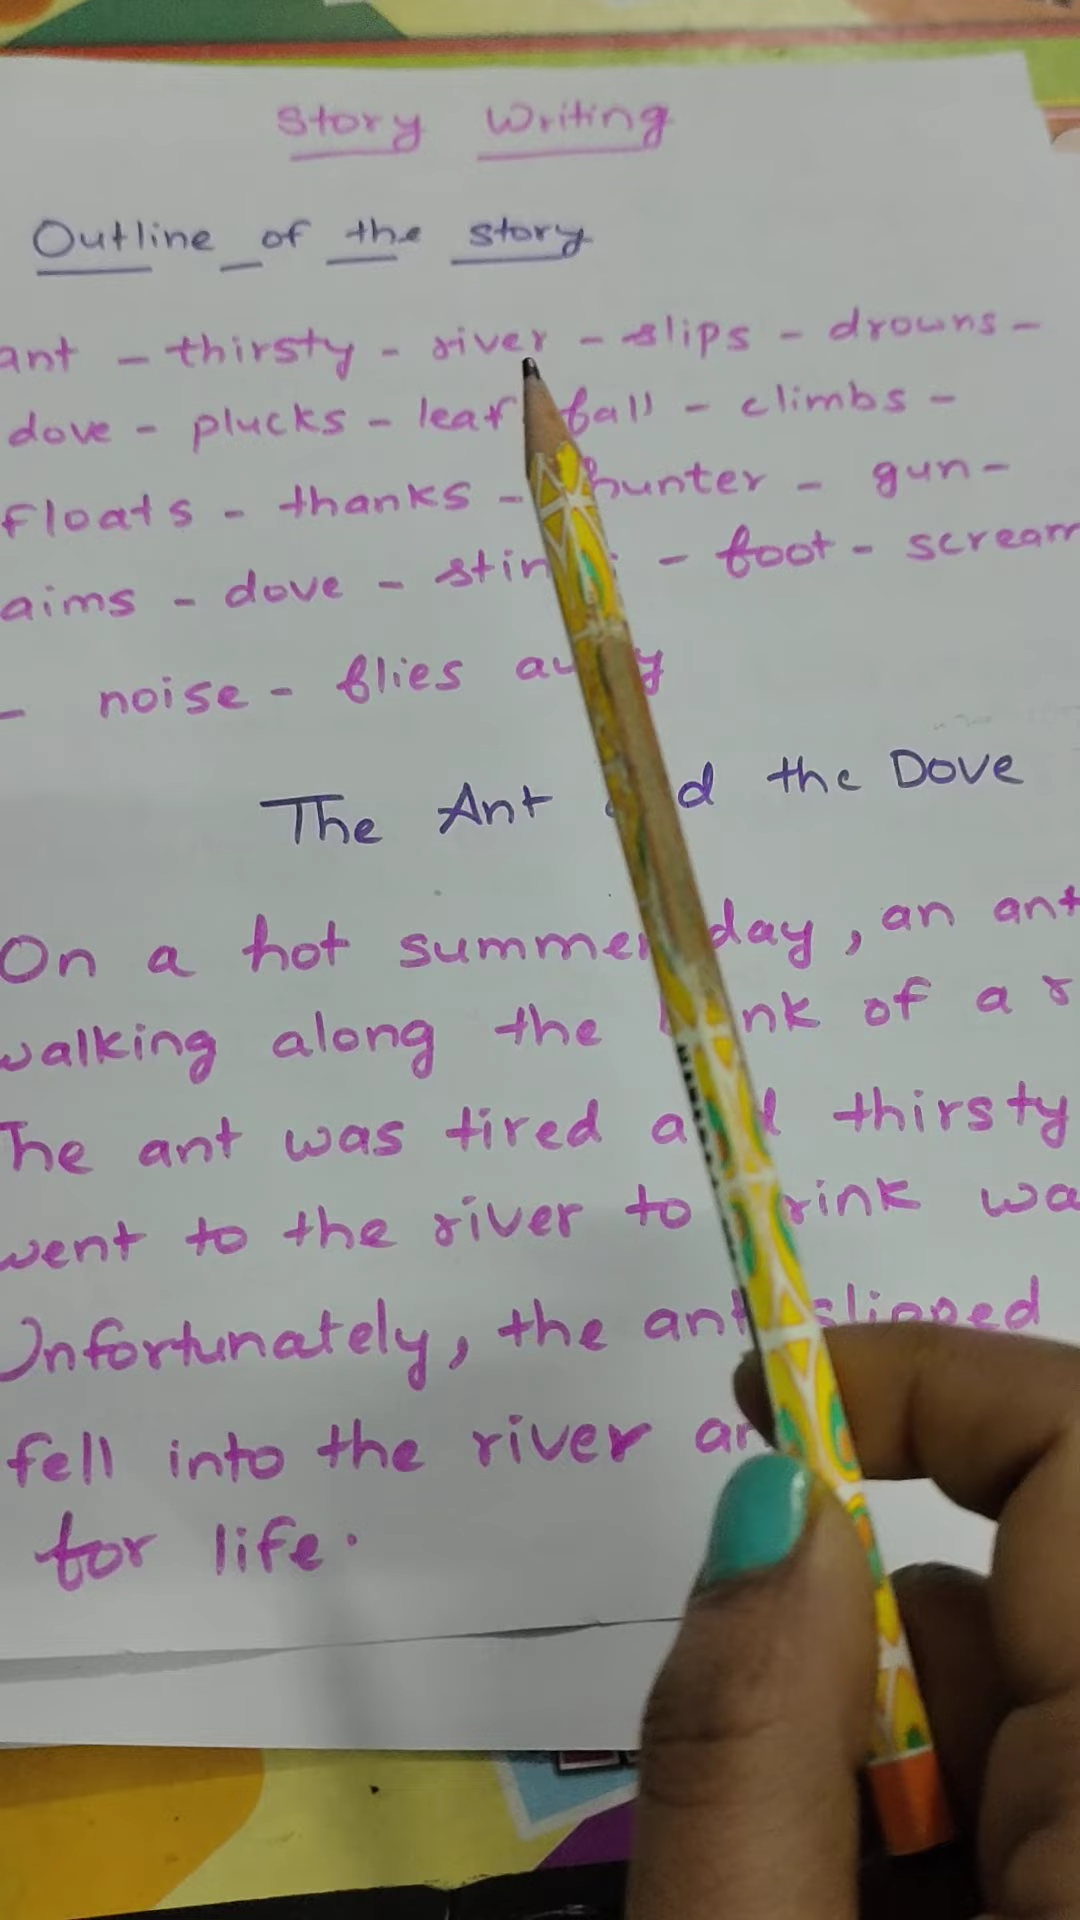 Story Writing
Outline of the story
ant - thirsty - river - slips - drowns -
dove - plucks - leaf fall - climbs -
Floats - thanks - hunter - gun -
aims - dove - - foot - scream
- noise - flies
The Ant the Dove
On a hot summer day, an ant
walking along the of a
The ant was tired thirsty
went to the river to
Unfortunately, the ant slipped
fell into the river
for life.